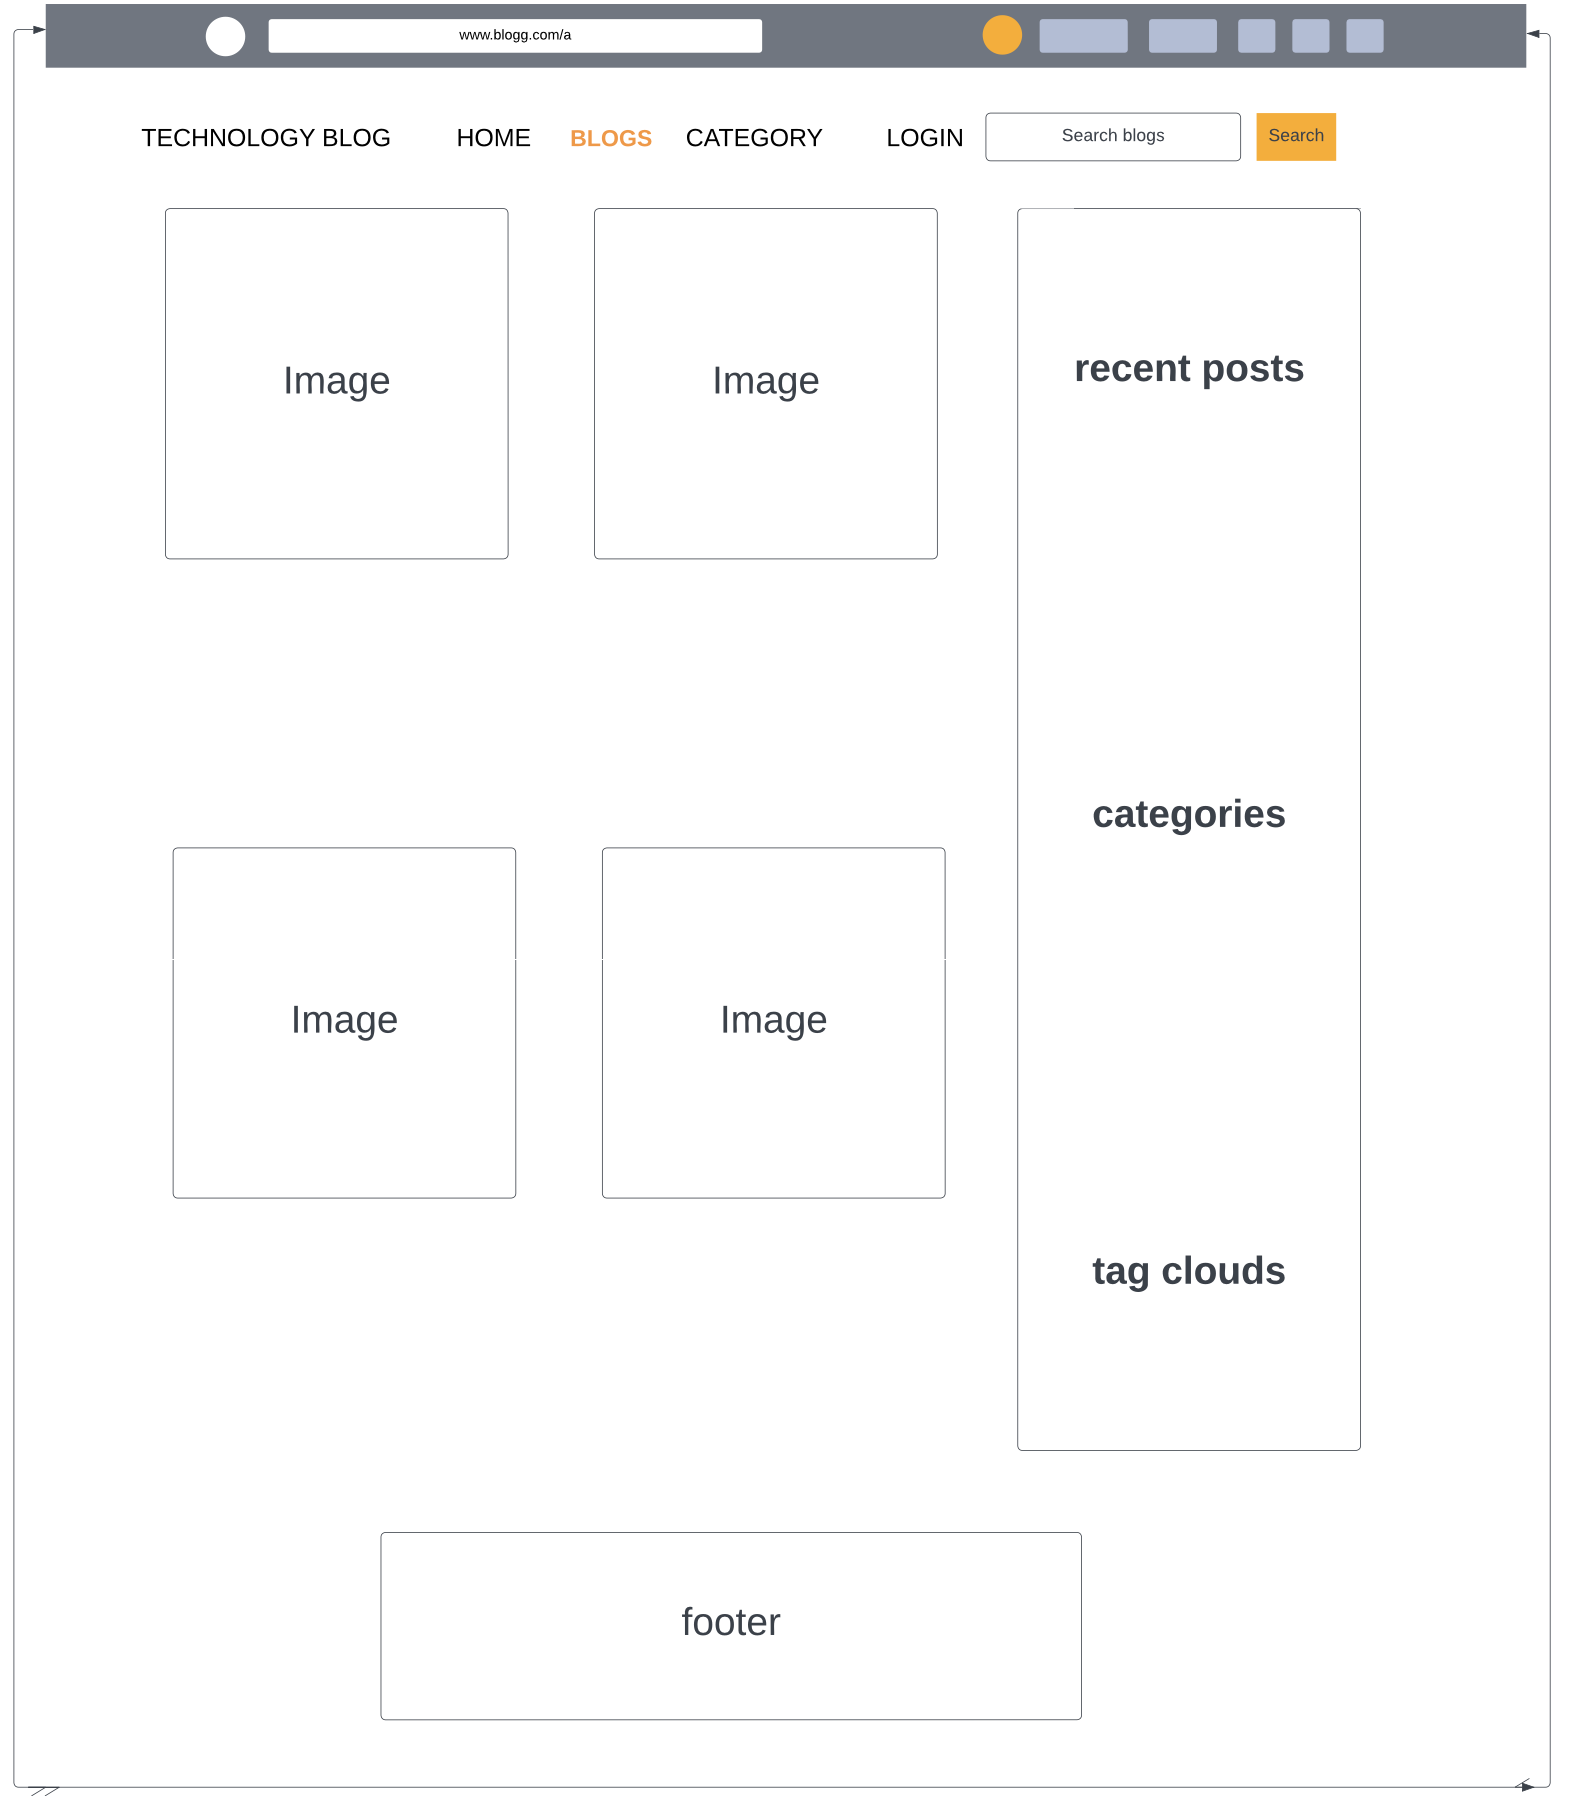 www.blogg.com/a
TECHNOLOGY BLOG
HOME
BLOGS
CATEGORY
LOGIN
Search blogs
Search
Image
Image
recent posts
categories
Image
Image
tag clouds
footer